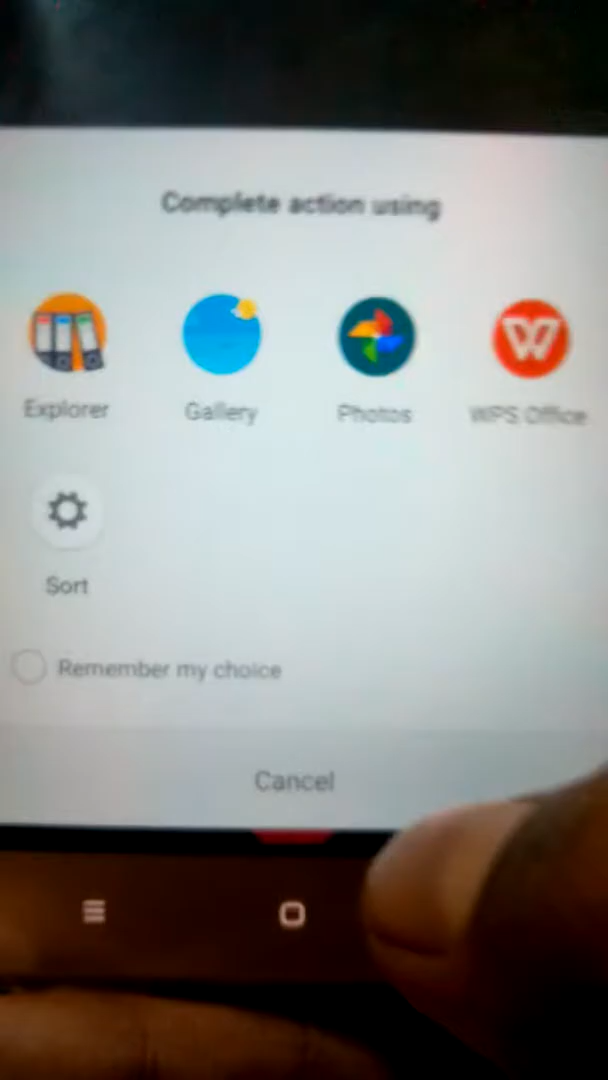 Complete action using
Explorer Gallery Photos WPS Office
Sort
Remember my choice
Cancel